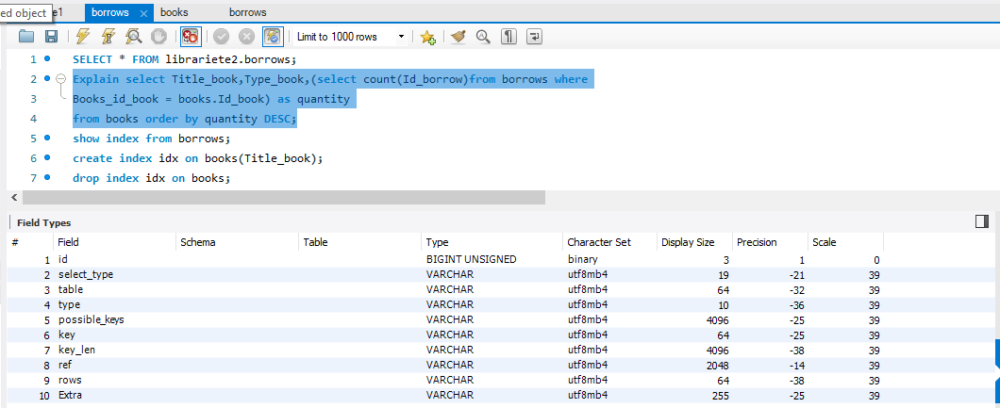 ed object
e1 borrows × books borrows
Limit to 1000 rows
1 SELECT * FROM librariete2.borrows;
2 Explain select Title_book,Type_book,(select count(Id_borrow)from borrows where
3 Books_id_book = books.Id_book) as quantity
4 from books order by quantity DESC;
5 show index from borrows;
6 create index idx on books(Title_book);
7 drop index idx on books;
Field Types
# Field Schema Table Type Character Set Display Size Precision Scale
1 id BIGINT UNSIGNED binary 3 1 0
2 select_type VARCHAR utf8mb4 19 -21 39
3 table VARCHAR utf8mb4 64 -32 39
4 type VARCHAR utf8mb4 10 -36 39
5 possible_keys VARCHAR utf8mb4 4096 -25 39
6 key VARCHAR utf8mb4 64 -25 39
7 key_len VARCHAR utf8mb4 4096 -38 39
8 ref VARCHAR utf8mb4 2048 -14 39
9 rows VARCHAR utf8mb4 64 -38 39
10 Extra VARCHAR utf8mb4 255 -25 39